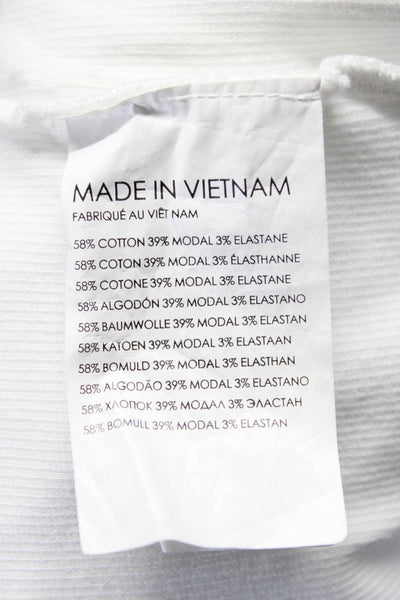 MADE IN VIETNAM
FABRIQUÉ AU VIÊT NAM
58% COTTON 39% MODAL 3% ELASTANE
58% COTON 39% MODAL 3% ÉLASTHANNE
58% COTONE 39% MODAL 3% ELASTANE
58% ALGODÓN 39% MODAL 3% ELASTANO
58% BAUMWOLLE 39% MODAL 3% ELASTAN
58% KATOEN 39% MODAL 3% ELASTAAN
58% BOMULD 39% MODAL 3% ELASTHAN
58% ALGODÃO 39% MODAL 3% ELASTANO
58% ХЛОПОК 39% МОДАЛ 3% ЭЛАСТАН
58% BOMULL 39% MODAL 3% ELASTAN